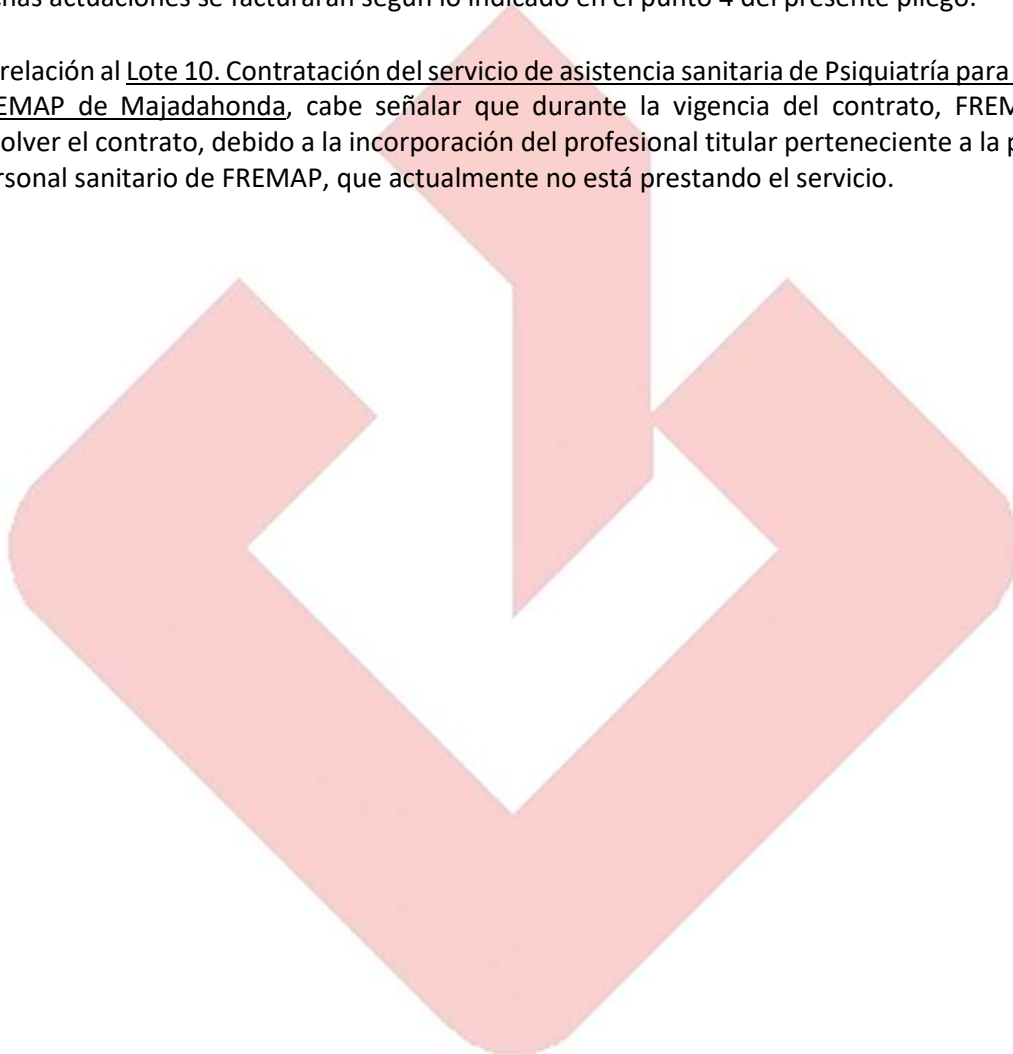 has actuaciones se facturarán según lo indicado en el punto 4 del presente pliego.
relación al Lote 10. Contratación del servicio de asistencia sanitaria de Psiquiatría para
EMAP de Majadahonda, cabe señalar que durante la vigencia del contrato, FREM
olver el contrato, debido a la incorporación del profesional titular perteneciente a la p
rsonal sanitario de FREMAP, que actualmente no está prestando el servicio.